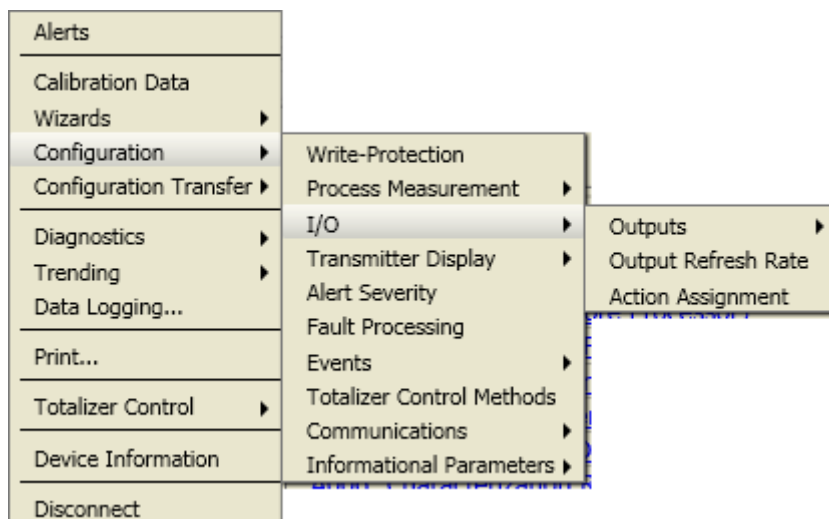 Alerts
Calibration Data
Wizards
Configuration
Configuration Transfer
Diagnostics
Trending
Data Logging...
Print...
Totalizer Control
Device Information
Disconnect
Write-Protection
Process Measurement
I/O
Transmitter Display
Alert Severity
Fault Processing
Events
Totalizer Control Methods
Communications
Informational Parameters
Outputs
Output Refresh Rate
Action Assignment